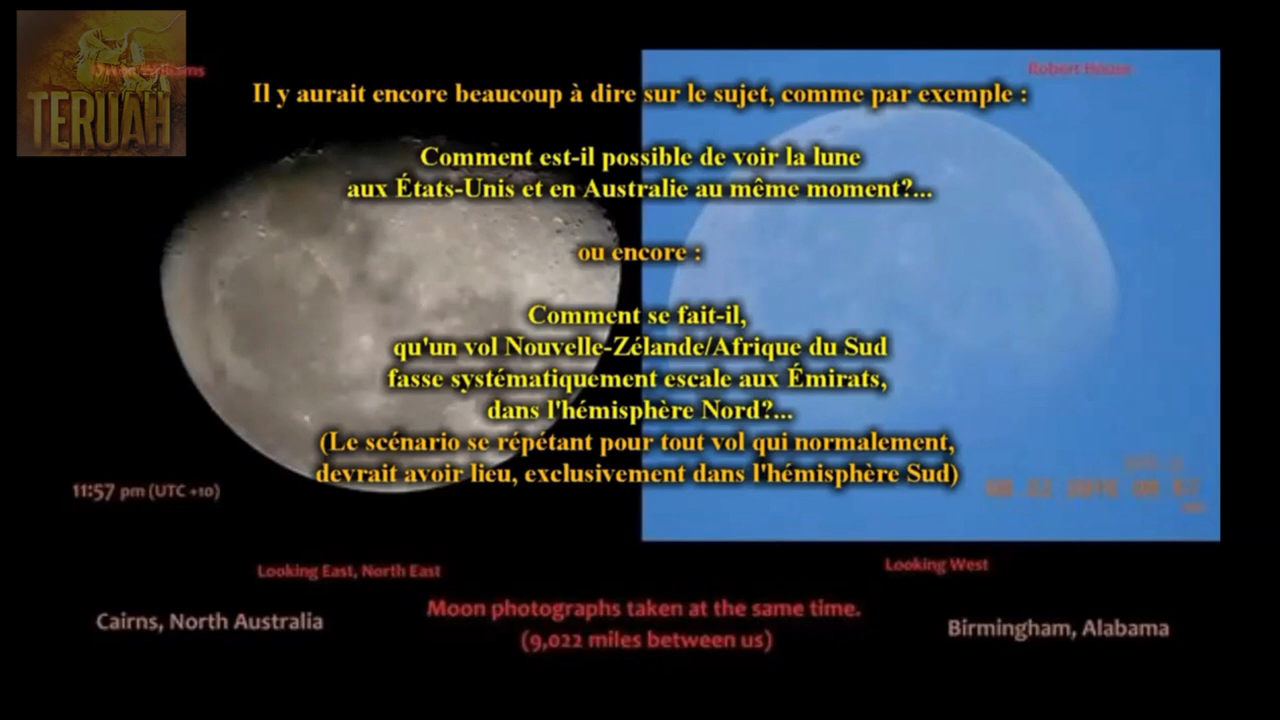 TERUAH
Il y aurait encore beaucoup à dire sur le sujet, comme par exemple :
Comment est-il possible de voir la lune
aux États-Unis et en Australie au même moment?...
ou encore :
Comment se fait-il,
qu'un vol Nouvelle-Zélande/Afrique du Sud
fasse systématiquement escale aux Émirats,
dans l'hémisphère Nord?...
(Le scénario se répétant pour tout vol qui normalement,
devrait avoir lieu, exclusivement dans l'hémisphère Sud)
11:57 pm (UTC +10)
Looking East, North East
Looking West
Cairns, North Australia
Moon photographs taken at the same time.
(9,022 miles between us)
Birmingham, Alabama